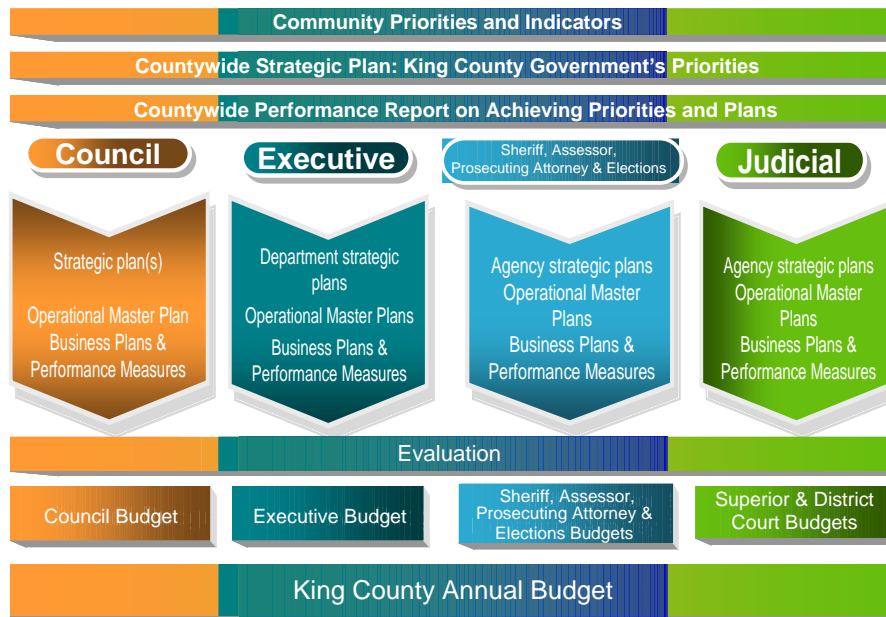 Community Priorities and Indicators
Countywide Strategic Plan: King County Government's Priorities
Countywide Performance Report on Achieving Priorities and Plans
Council
Executive
Sheriff, Assessor,
Prosecuting Attorney & Elections
Judicial
Strategic plan(s)
Operational Master Plan
Business Plans &
Performance Measures
Department strategic
plans
Operational Master Plans
Business Plans &
Performance Measures
Agency strategic plans
Operational Master
Plans
Business Plans &
Performance Measures
Agency strategic plans
Operational Master
Plans
Business Plans &
Performance Measures
Evaluation
Council Budget
Executive Budget
Sheriff, Assessor,
Prosecuting Attorney &
Elections Budgets
Superior & District
Court Budgets
King County Annual Budget